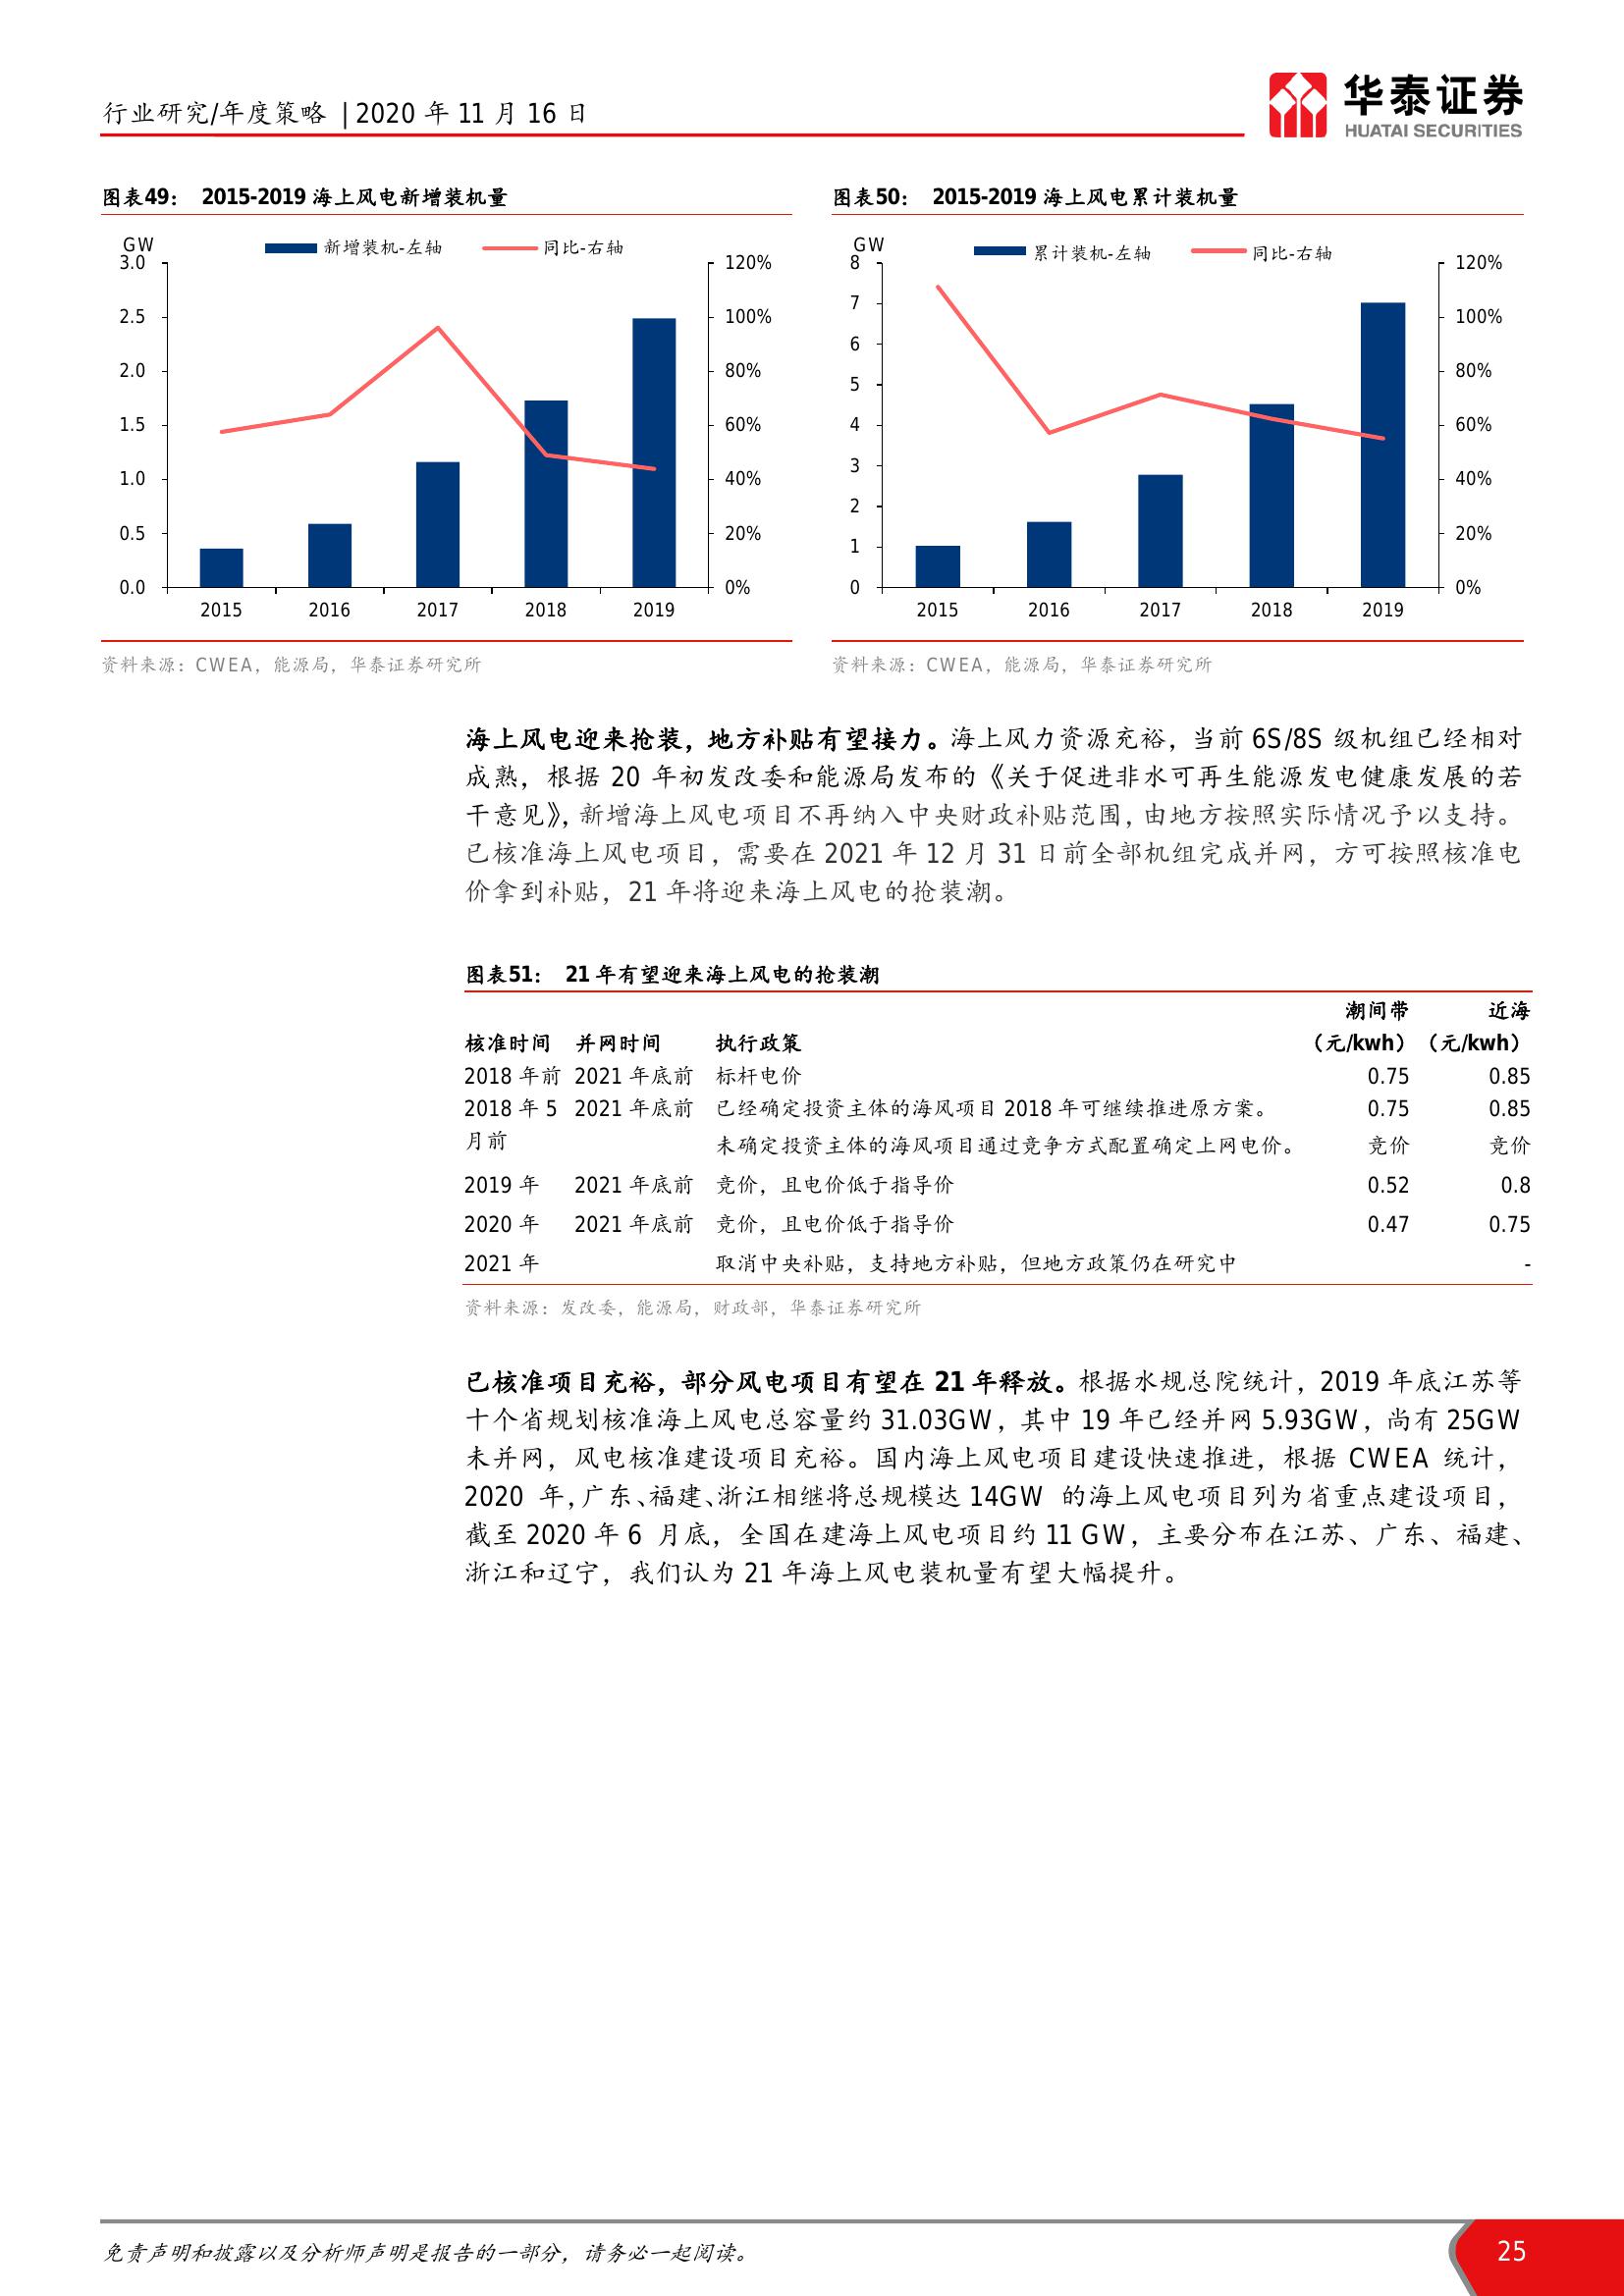 行业研究/年度策略 | 2020 年 11 月 16 日
华泰证券
HUATAI SECURITIES
图表49： 2015-2019 海上风电新增装机量
GW
新增装机-左轴 同比-右轴
3.0 120%
2.5 100%
2.0 80%
1.5 60%
1.0 40%
0.5 20%
0.0 0%
2015 2016 2017 2018 2019
资料来源：CWEA，能源局，华泰证券研究所
图表50： 2015-2019 海上风电累计装机量
GW
累计装机-左轴 同比-右轴
8 120%
7 100%
6 80%
5 60%
4 40%
3 20%
2 0%
1
0
2015 2016 2017 2018 2019
资料来源：CWEA，能源局，华泰证券研究所
海上风电迎来抢装，地方补贴有望接力。海上风力资源充裕，当前 6S/8S 级机组已经相对
成熟，根据 20 年初发改委和能源局发布的《关于促进非水可再生能源发电健康发展的若
干意见》，新增海上风电项目不再纳入中央财政补贴范围，由地方按照实际情况予以支持。
已核准海上风电项目，需要在 2021 年 12 月 31 日前全部机组完成并网，方可按照核准电
价拿到补贴，21 年将迎来海上风电的抢装潮。
图表51： 21 年有望迎来海上风电的抢装潮
潮间带 近海
核准时间 并网时间 执行政策 （元/kwh） （元/kwh）
2018 年前 2021 年底前 标杆电价 0.75 0.85
2018 年 5 2021 年底前 已经确定投资主体的海风项目 2018 年可继续推进原方案。 0.75 0.85
月前 未确定投资主体的海风项目通过竞争方式配置确定上网电价。 竞价 竞价
2019 年 2021 年底前 竞价，且电价低于指导价 0.52 0.8
2020 年 2021 年底前 竞价，且电价低于指导价 0.47 0.75
2021 年 取消中央补贴，支持地方补贴，但地方政策仍在研究中 -
资料来源：发改委，能源局，财政部，华泰证券研究所
已核准项目充裕，部分风电项目有望在 21 年释放。根据水规总院统计，2019 年底江苏等
十个省规划核准海上风电总容量约 31.03GW，其中 19 年已经并网 5.93GW，尚有 25GW
未并网，风电核准建设项目充裕。国内海上风电项目建设快速推进，根据 CWEA 统计，
2020 年，广东、福建、浙江相继将总规模达 14GW 的海上风电项目列为省重点建设项目，
截至 2020 年 6 月底，全国在建海上风电项目约 11 GW，主要分布在江苏、广东、福建、
浙江和辽宁，我们认为 21 年海上风电装机量有望大幅提升。
免责声明和披露以及分析师声明是报告的一部分，请务必一起阅读。
25